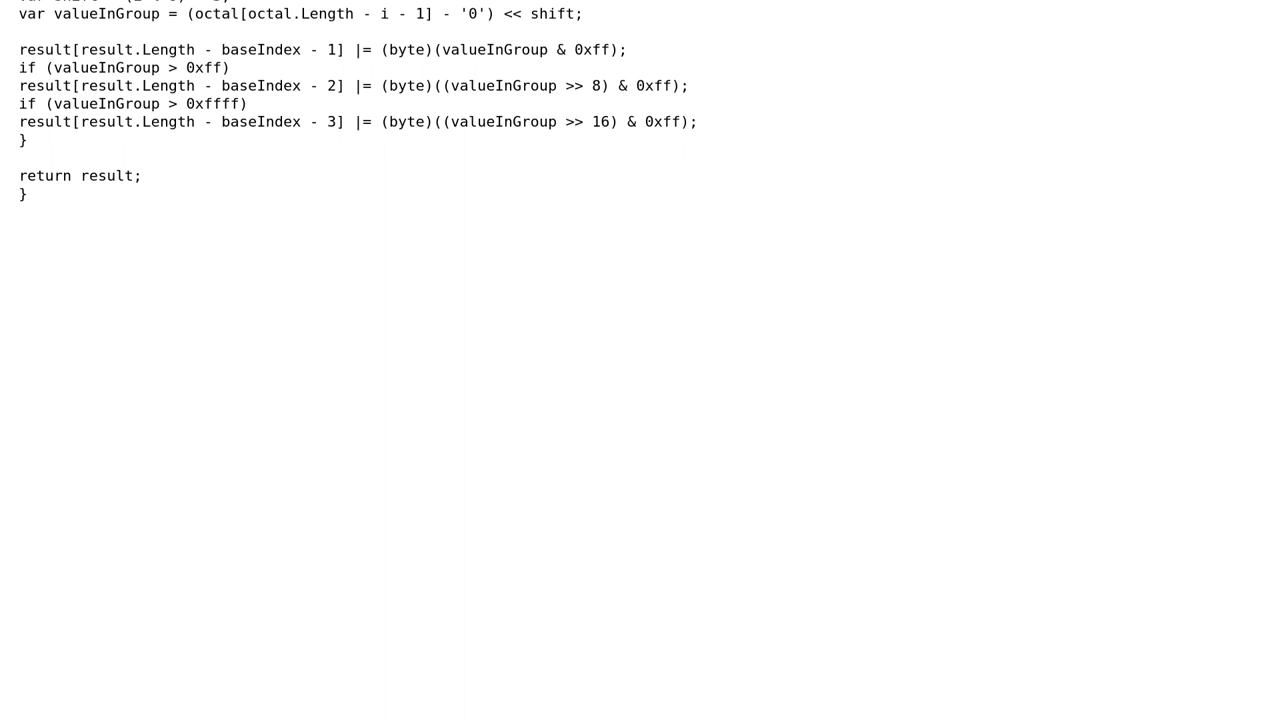 var valueInGroup = (octal[octal.Length - i - 1] - '0') << shift;
result[result.Length - baseIndex - 1] |= (byte)(valueInGroup & 0xff);
if (valueInGroup > 0xff)
result[result.Length - baseIndex - 2] |= (byte)((valueInGroup >> 8) & 0xff);
if (valueInGroup > 0xffff)
result[result.Length - baseIndex - 3] |= (byte)((valueInGroup >> 16) & 0xff);
}
return result;
}